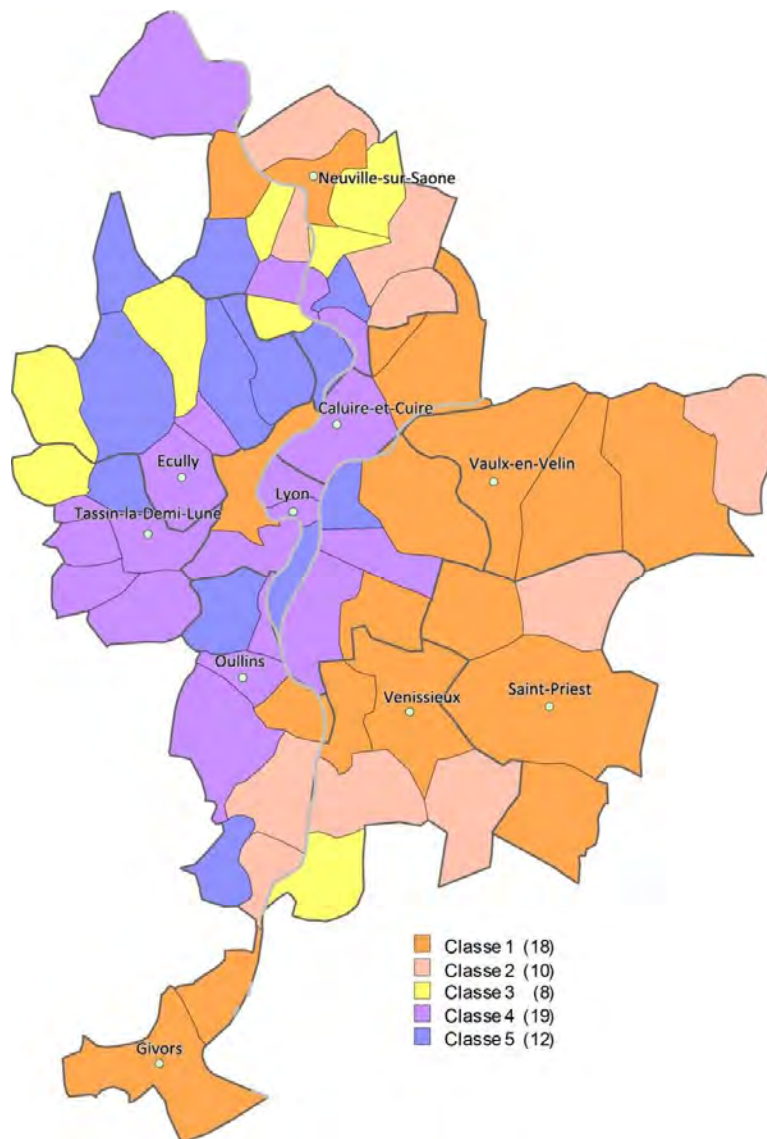 Neuville-sur-Saone
Caluire-et-Cuire
Ecully
Vaulx-en-Velin
Lyon
Tassin-la-Demi-Lune
Oullins
Venissieux
Saint-Priest
Classe 1 (18)
Classe 2 (10)
Classe 3 (8)
Classe 4 (19)
Classe 5 (12)
Givors